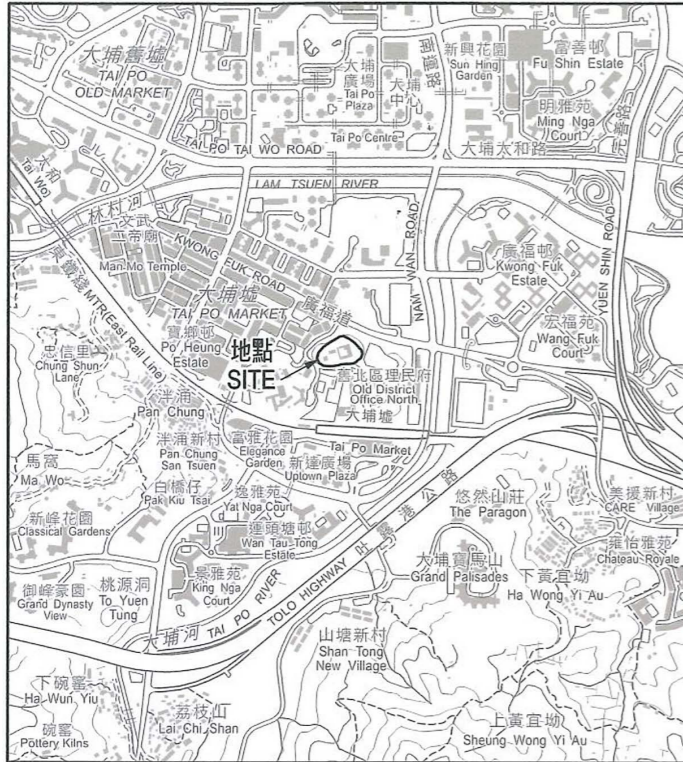 大埔舊墟
TAI PO
OLD MARKET
大埔
廣場
Tai Po
Plaza
大埔
中心
Tai Po Centre
南運路
新興花園
Sun Hing
Garden
富善邨
Fu Shin Estate
明雅苑
Ming Nga
Court
元善路
TAI PO TAI WO ROAD
大埔太和路
太和
Tai Wo
LAM TSUEN RIVER
林村河
文武
二帝廟
Man Mo Temple
KWONG FUK ROAD
廣福道
NAM WAN ROAD
廣福邨
Kwong Fuk
Estate
YUEN SHIN ROAD
宏福苑
Wang Fuk
Court
東鐵綫 MTR(East Rail Line)
大埔墟
TAI PO MARKET
寶鄉邨
Po Heung
Estate
地點
SITE
舊北區理民府
Old District
Office North
大埔墟
Tai Po Market
忠信里
Chung Shun
Lane
泮涌
Pan Chung
泮涌新村
Pan Chung
San Tsuen
富雅花園
Elegance
Garden
新達廣場
Uptown Plaza
馬窩
Ma Wo
白橋仔
Pak Kiu Tsai
逸雅苑
Yat Nga Court
運頭塘邨
Wan Tau Tong
Estate
新峰花園
Classical Gardens
景雅苑
King Nga
Court
悠然山莊
The Paragon
美援新村
CARE Village
雍怡雅苑
Chateau Royale
大埔寶馬山
Grand Palisades
下黃宜坳
Ha Wong Yi Au
御峰豪園
Grand Dynasty
View
桃源洞
To Yuen
Tung
大埔河 TAI PO RIVER
TOLO HIGHWAY 吐露港公路
山塘新村
Shan Tong
New Village
下碗窰
Ha Wun Yiu
碗窰
Pottery Kilns
荔枝山
Lai Chi Shan
上黃宜坳
Sheung Wong Yi Au